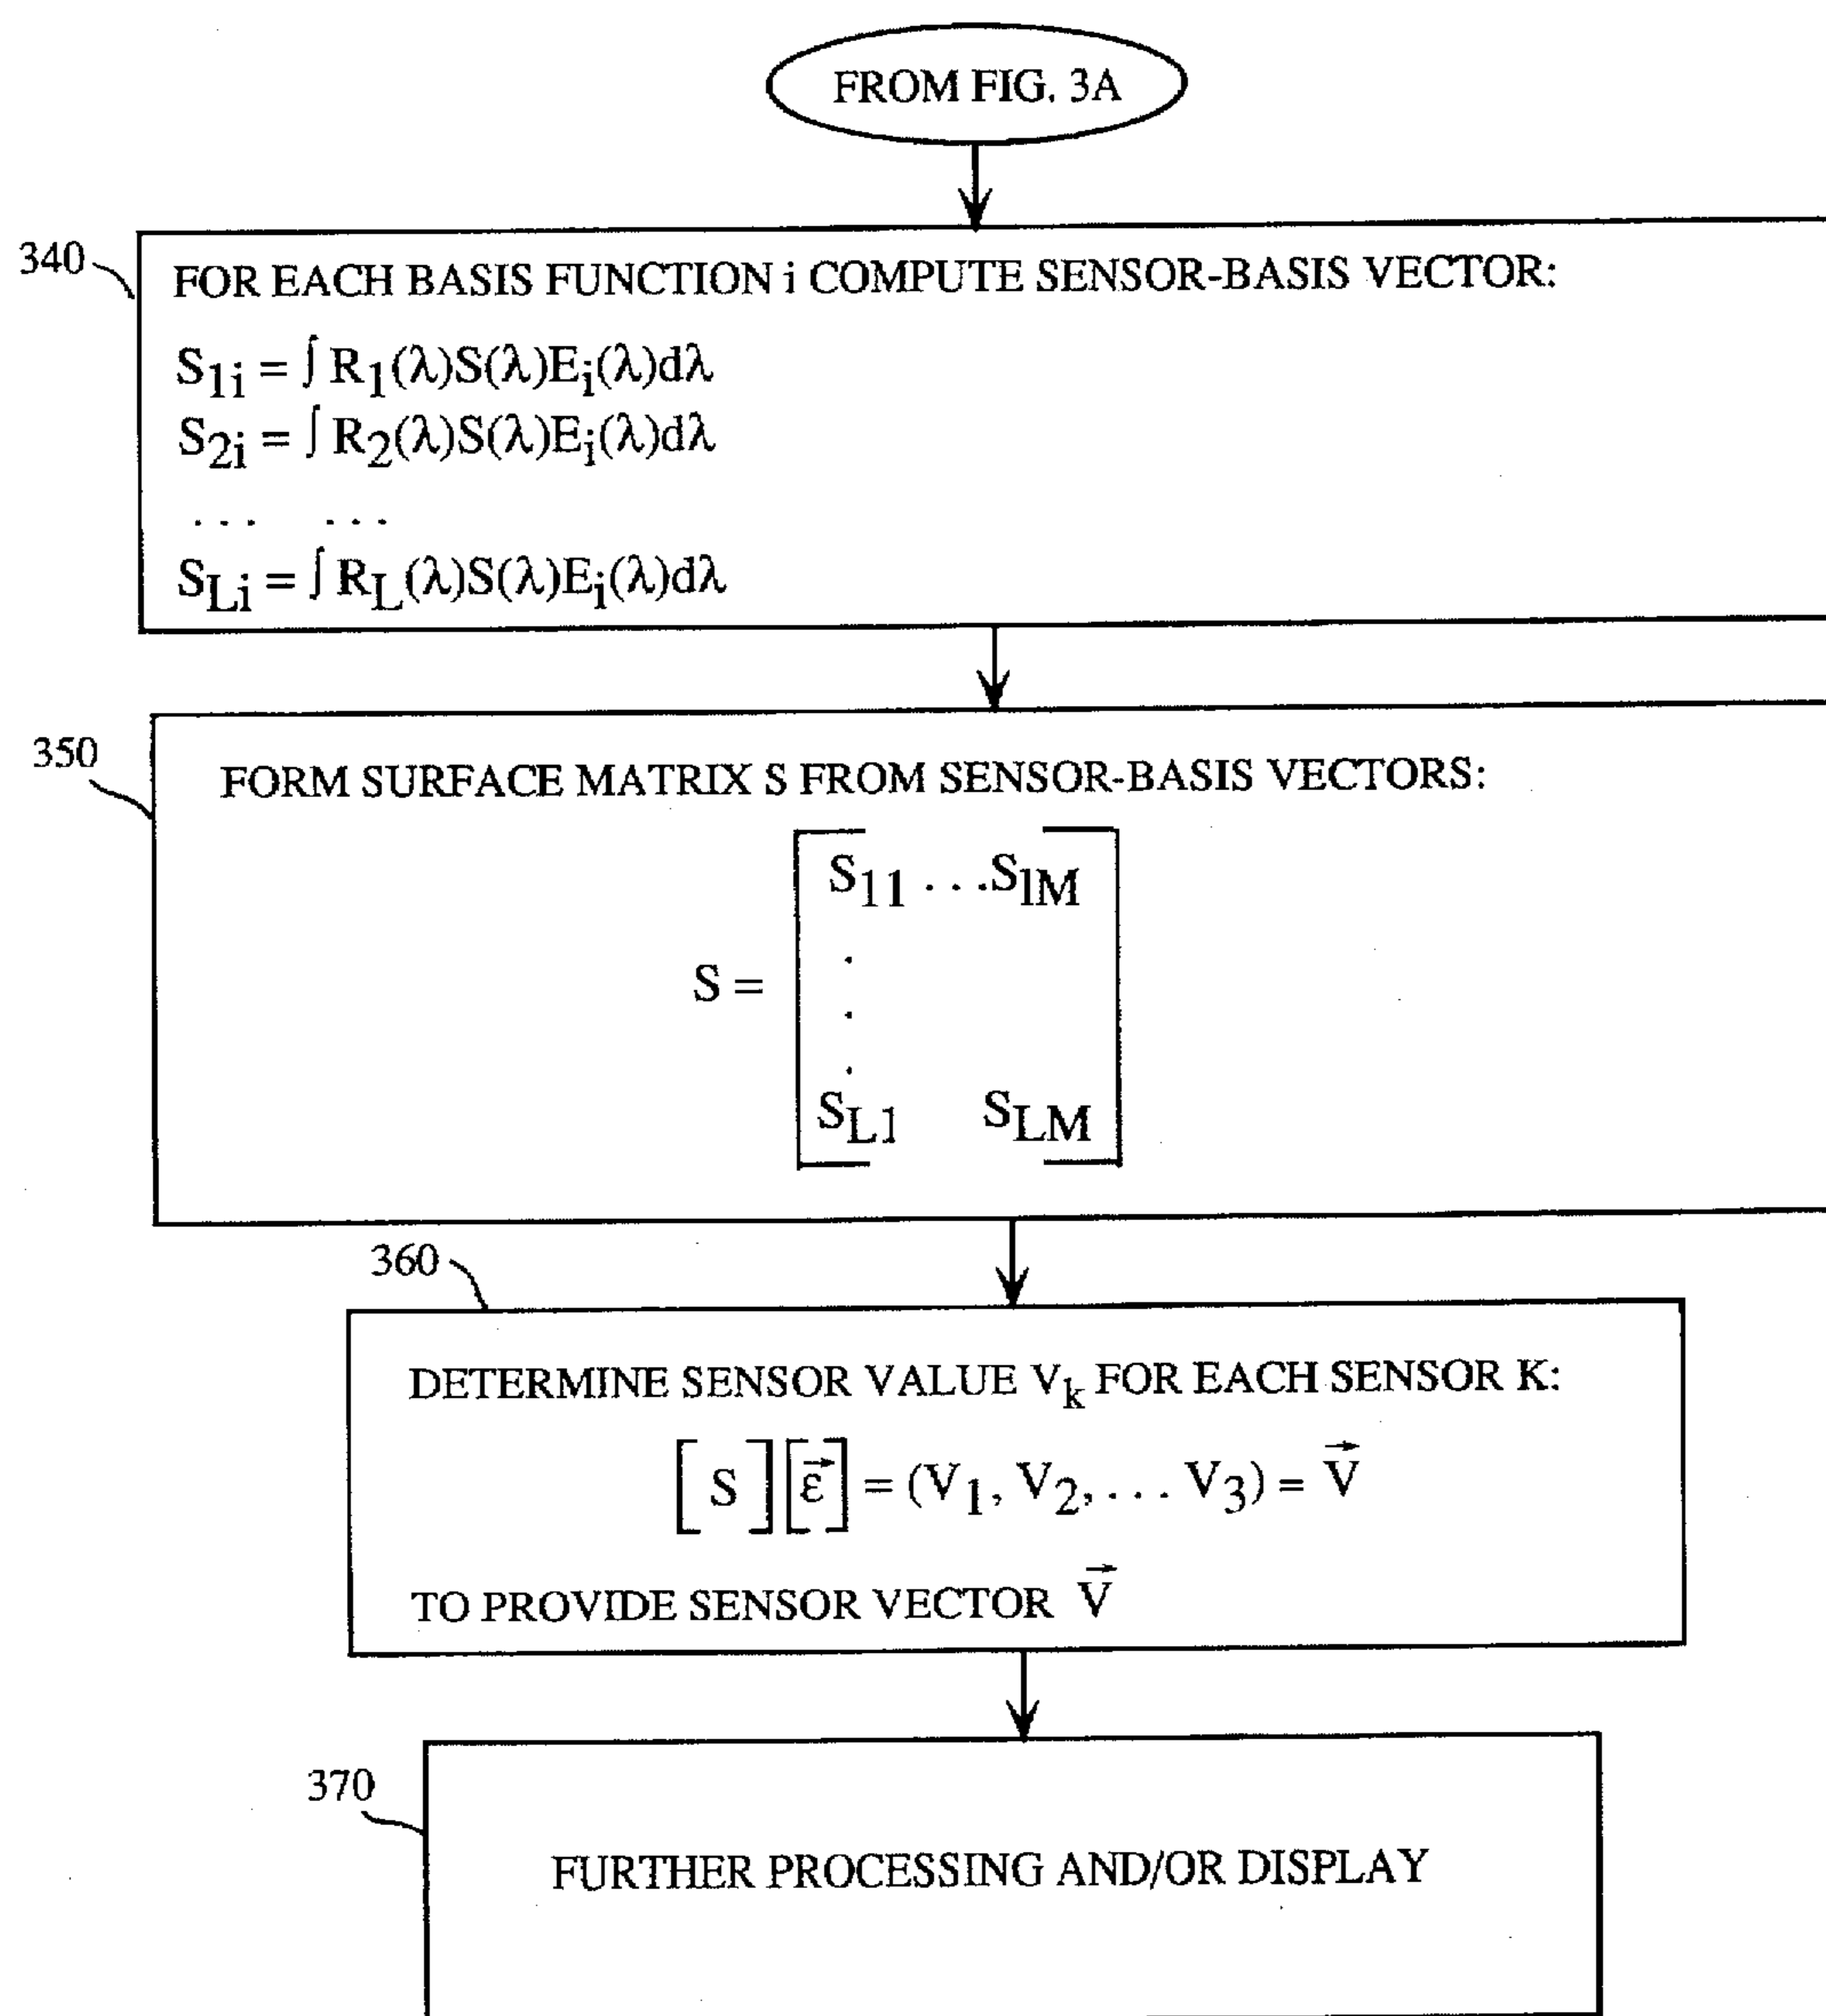 FROM FIG. 3A
340
FOR EACH BASIS FUNCTION i COMPUTE SENSOR-BASIS VECTOR:
S1i = ∫ R1(λ)S(λ)Ei(λ)dλ
S2i = ∫ R2(λ)S(λ)Ei(λ)dλ
... ...
SLi = ∫ RL(λ)S(λ)Ei(λ)dλ
350
FORM SURFACE MATRIX S FROM SENSOR-BASIS VECTORS:
S11 ...SlM
.
S =
.
.
SL1 SLM
360
DETERMINE SENSOR VALUE Vk FOR EACH SENSOR K:
[ S ][ε⃗] = (V1, V2, ... V3) = V⃗
TO PROVIDE SENSOR VECTOR V⃗
370
FURTHER PROCESSING AND/OR DISPLAY